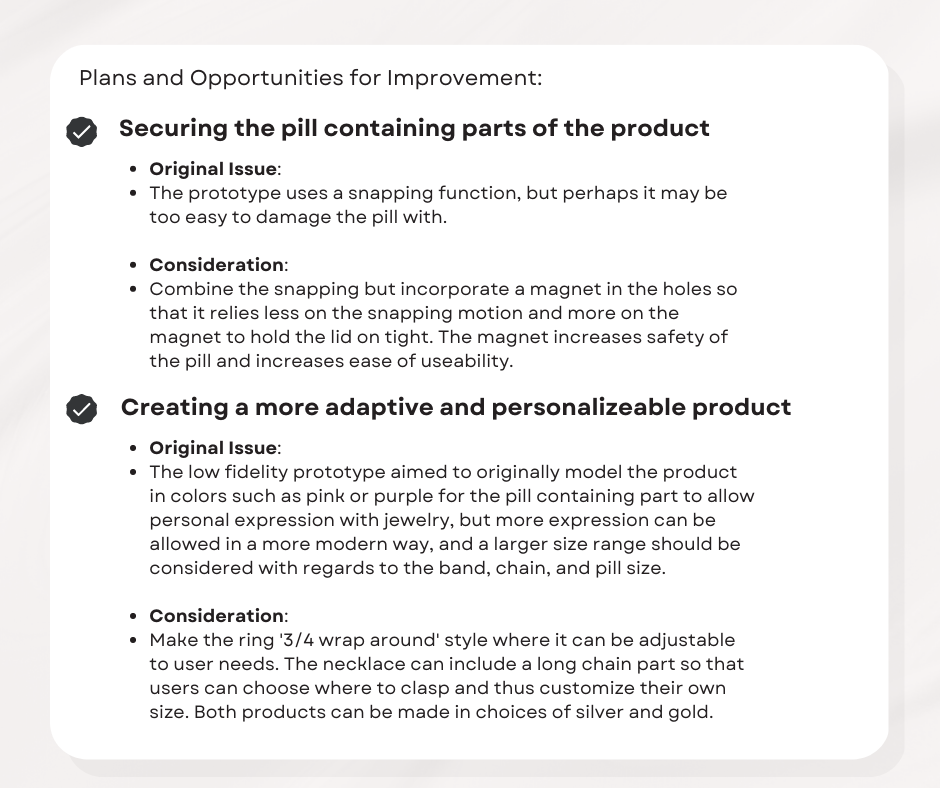 Plans and Opportunities for Improvement:
Securing the pill containing parts of the product
• Original Issue:
• The prototype uses a snapping function, but perhaps it may be
too easy to damage the pill with.
• Consideration:
• Combine the snapping but incorporate a magnet in the holes so
that it relies less on the snapping motion and more on the
magnet to hold the lid on tight. The magnet increases safety of
the pill and increases ease of useability.
Creating a more adaptive and personalizeable product
• Original Issue:
• The low fidelity prototype aimed to originally model the product
in colors such as pink or purple for the pill containing part to allow
personal expression with jewelry, but more expression can be
allowed in a more modern way, and a larger size range should be
considered with regards to the band, chain, and pill size.
• Consideration:
• Make the ring '3/4 wrap around' style where it can be adjustable
to user needs. The necklace can include a long chain part so that
users can choose where to clasp and thus customize their own
size. Both products can be made in choices of silver and gold.